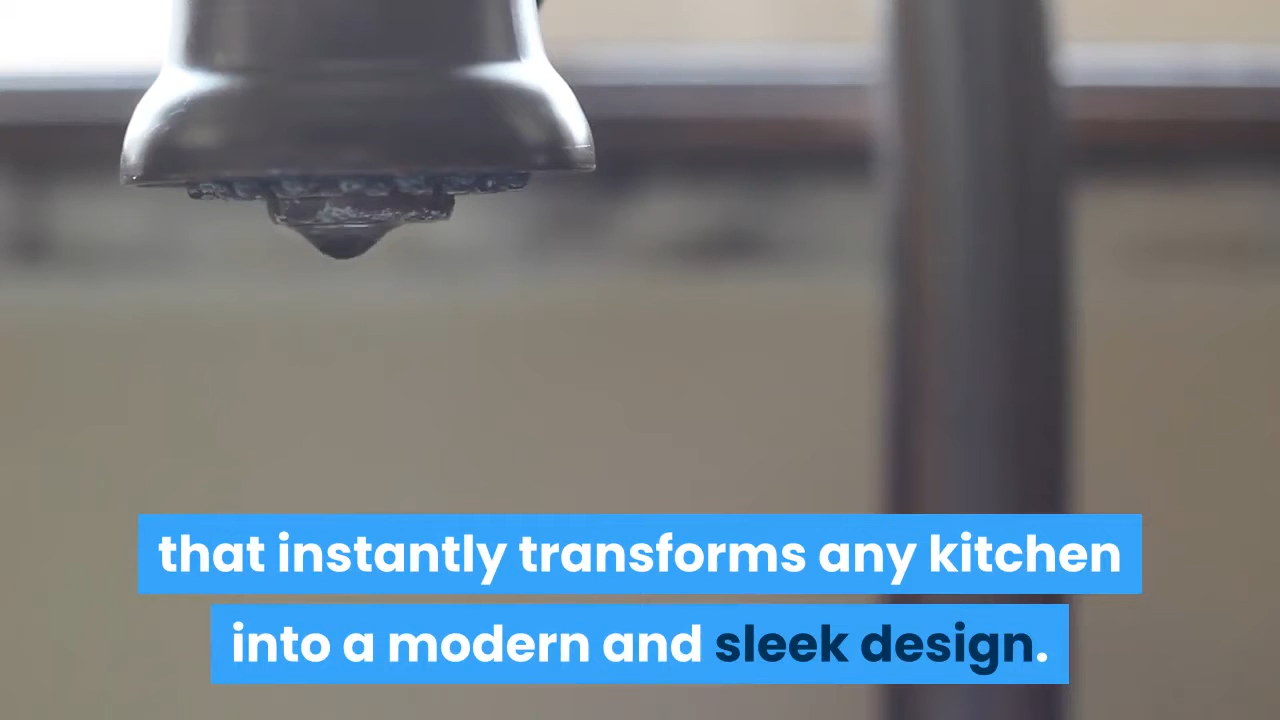 that instantly transforms any kitchen
into a modern and sleek design.